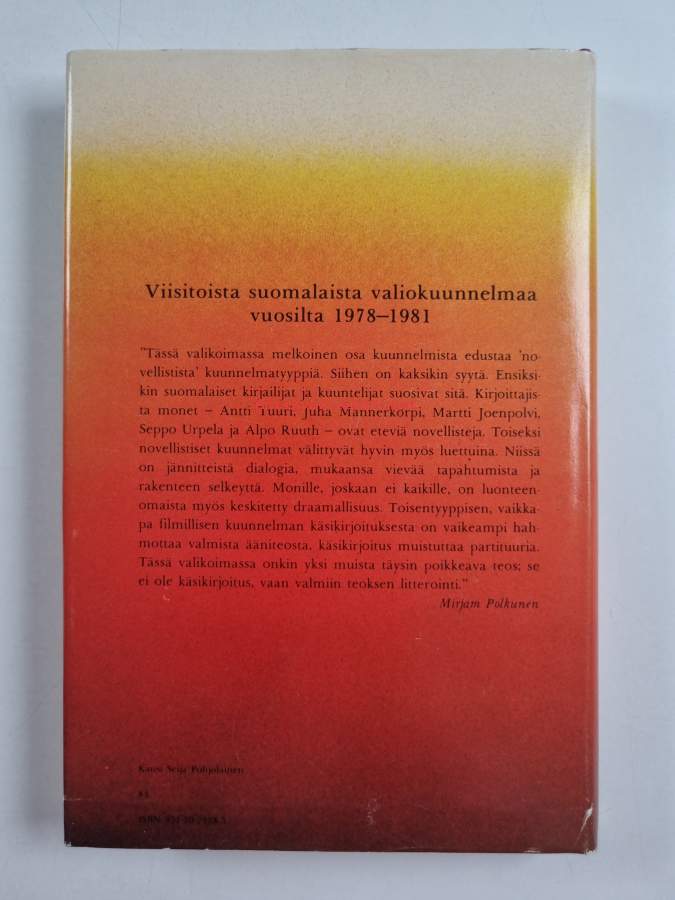 Viisitoista suomalaista valiokuunnelmaa
vuosilta 1978–1981
"Tässä valikoimassa melkoinen osa kuunnelmista edustaa 'no-
vellistista' kuunnelmatyyppiä. Siihen on kaksikin syytä. Ensiksi-
kin suomalaiset kirjailijat ja kuuntelijat suosivat sitä. Kirjoittajis-
ta monet – Antti Tuuri, Juha Mannerkorpi, Martti Joenpolvi,
Seppo Urpela ja Alpo Ruuth – ovat eteviä novellisteja. Toiseksi
novellistiset kuunnelmat välittyvät hyvin myös luettuina. Niissä
on jännitteistä dialogia, mukaansa vievää tapahtumista ja
rakenteen selkeyttä. Monille, joskaan ei kaikille, on luonteen-
omaista myös keskitetty draamallisuus. Toisentyyppisen, vaikka-
pa filmillisen kuunnelman käsikirjoituksesta on vaikeampi hah-
mottaa valmista ääniteosta, käsikirjoitus muistuttaa partituuria.
Tässä valikoimassa onkin yksi muista täysin poikkeava teos; se
ei ole käsikirjoitus, vaan valmiin teoksen litterointi."
Mirjam Polkunen
Kansi Seija Pohjolainen
ISBN